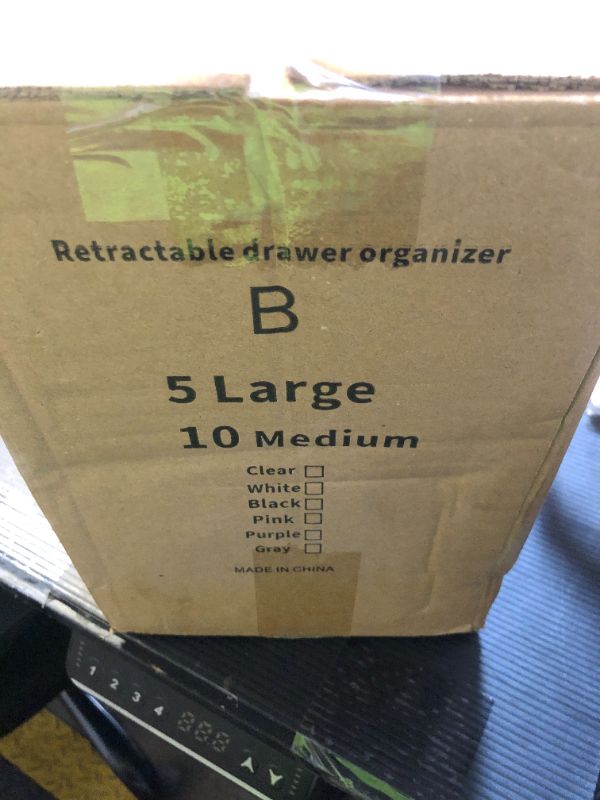 Retractable drawer organizer
B
5 Large
10 Medium
Clear □
White □
Black □
Pink □
Purple □
Gray □
MADE IN CHINA
1 2 3 4